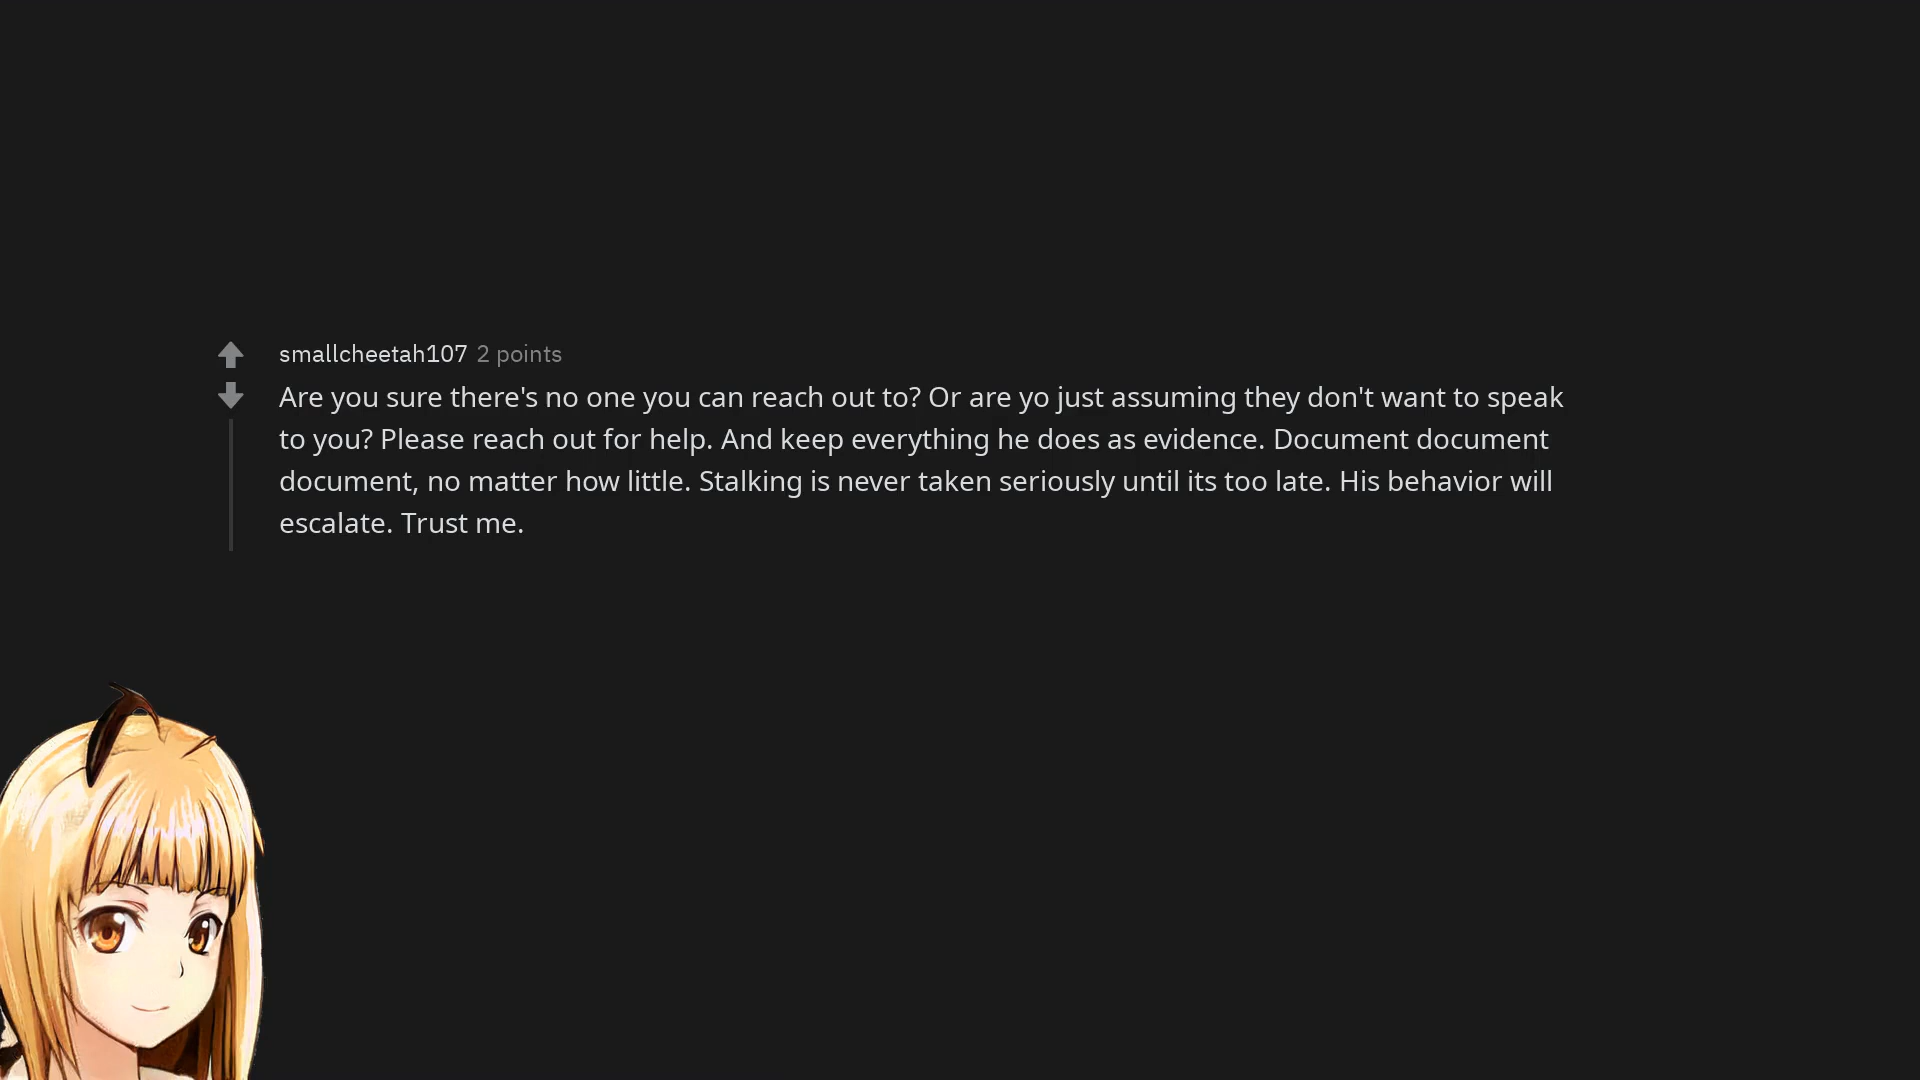 smallcheetah107 2 points
Are you sure there's no one you can reach out to? Or are yo just assuming they don't want to speak
to you? Please reach out for help. And keep everything he does as evidence. Document document
document, no matter how little. Stalking is never taken seriously until its too late. His behavior will
escalate. Trust me.